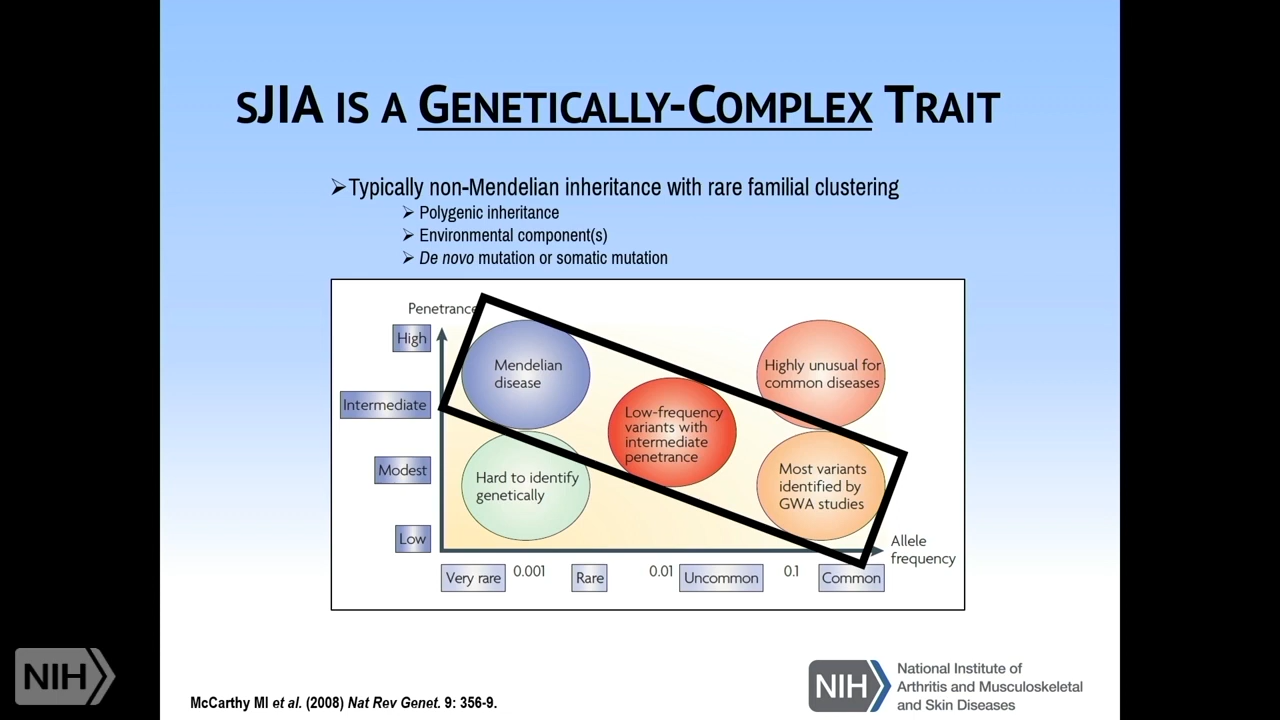 sJIA is a Genetically-Complex Trait
➢Typically non-Mendelian inheritance with rare familial clustering
➢ Polygenic inheritance
➢ Environmental component(s)
➢ De novo mutation or somatic mutation
Penetrance
High
Intermediate
Modest
Low
Mendelian
disease
Highly unusual for
common diseases
Low-frequency
variants with
intermediate
penetrance
Hard to identify
genetically
Most variants
identified by
GWA studies
Allele
frequency
Very rare
0.001
Rare
0.01
Uncommon
0.1
Common
NIH
NIH
National Institute of
Arthritis and Musculoskeletal
and Skin Diseases
McCarthy MI et al. (2008) Nat Rev Genet. 9: 356-9.